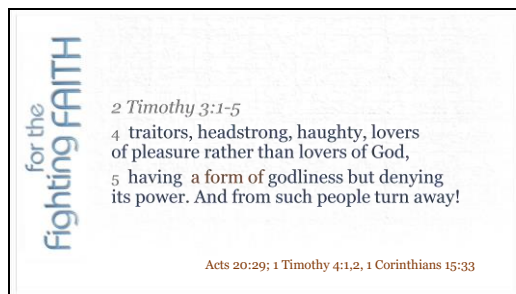 for the
Fighting FAITH
2 Timothy 3:1-5
4 traitors, headstrong, haughty, lovers
of pleasure rather than lovers of God,
5 having a form of godliness but denying
its power. And from such people turn away!
Acts 20:29; 1 Timothy 4:1,2, 1 Corinthians 15:33